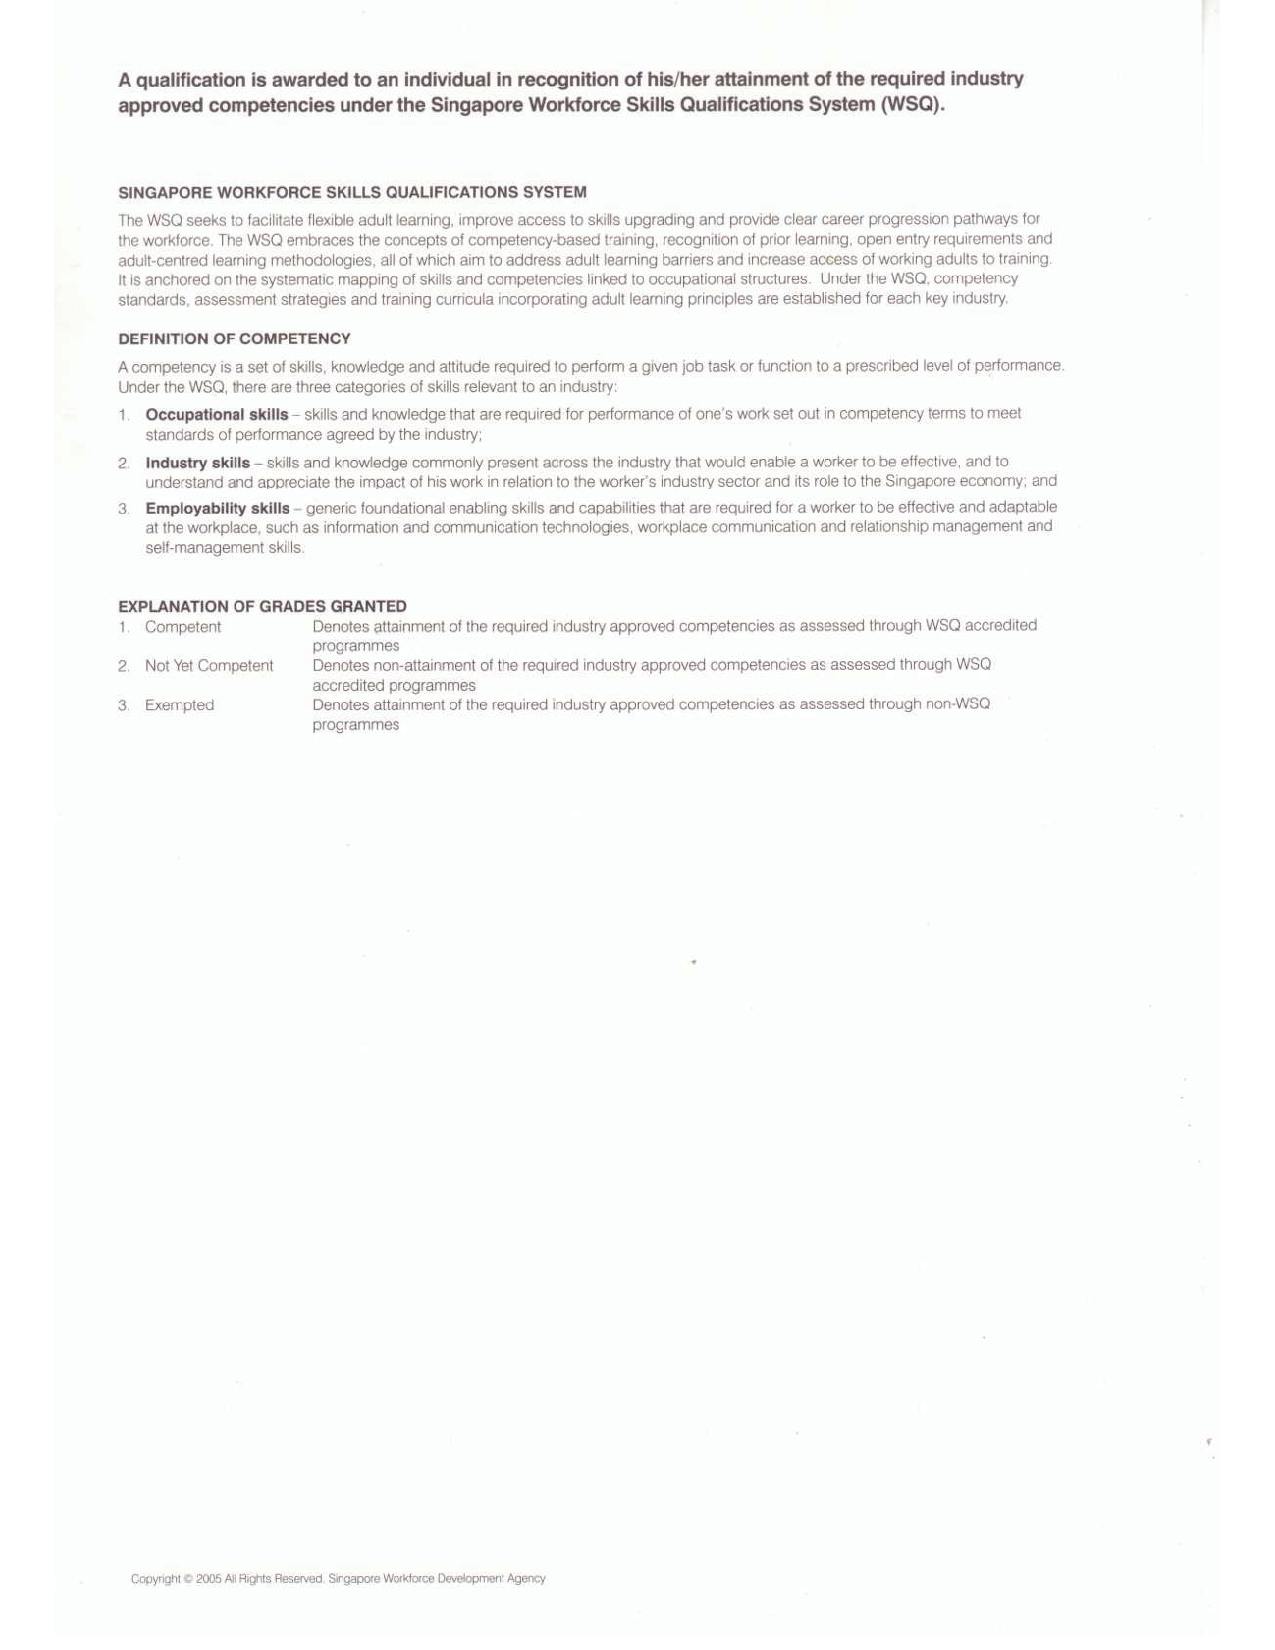 A qualification is awarded to an individual in recognition of his/her attainment of the required industry
approved competencies under the Singapore Workforce Skills Qualifications System (WSQ).
SINGAPORE WORKFORCE SKILLS QUALIFICATIONS SYSTEM
The WSQ seeks to facilitate flexible adult learning, improve access to skills upgrading and provide clear career progression pathways for
the workforce. The WSQ embraces the concepts of competency-based training, recognition of prior learning, open entry requirements and
adult-centred learning methodologies, all of which aim to address adult learning barriers and increase access of working adults to training.
It is anchored on the systematic mapping of skills and competencies linked to occupational structures. Under the WSQ, competency
standards, assessment strategies and training curricula incorporating adult learning principles are established for each key industry.
DEFINITION OF COMPETENCY
A competency is a set of skills, knowledge and attitude required to perform a given job task or function to a prescribed level of performance.
Under the WSQ, there are three categories of skills relevant to an industry:
1. Occupational skills – skills and knowledge that are required for performance of one's work set out in competency terms to meet
standards of performance agreed by the industry;
2. Industry skills – skills and knowledge commonly present across the industry that would enable a worker to be effective, and to
understand and appreciate the impact of his work in relation to the worker's industry sector and its role to the Singapore economy; and
3. Employability skills – generic foundational enabling skills and capabilities that are required for a worker to be effective and adaptable
at the workplace, such as information and communication technologies, workplace communication and relationship management and
self-management skills.
EXPLANATION OF GRADES GRANTED
1. Competent Denotes attainment of the required industry approved competencies as assessed through WSQ accredited
programmes
2. Not Yet Competent Denotes non-attainment of the required industry approved competencies as assessed through WSQ
accredited programmes
3. Exempted Denotes attainment of the required industry approved competencies as assessed through non-WSQ
programmes
Copyright © 2005 All Rights Reserved. Singapore Workforce Development Agency